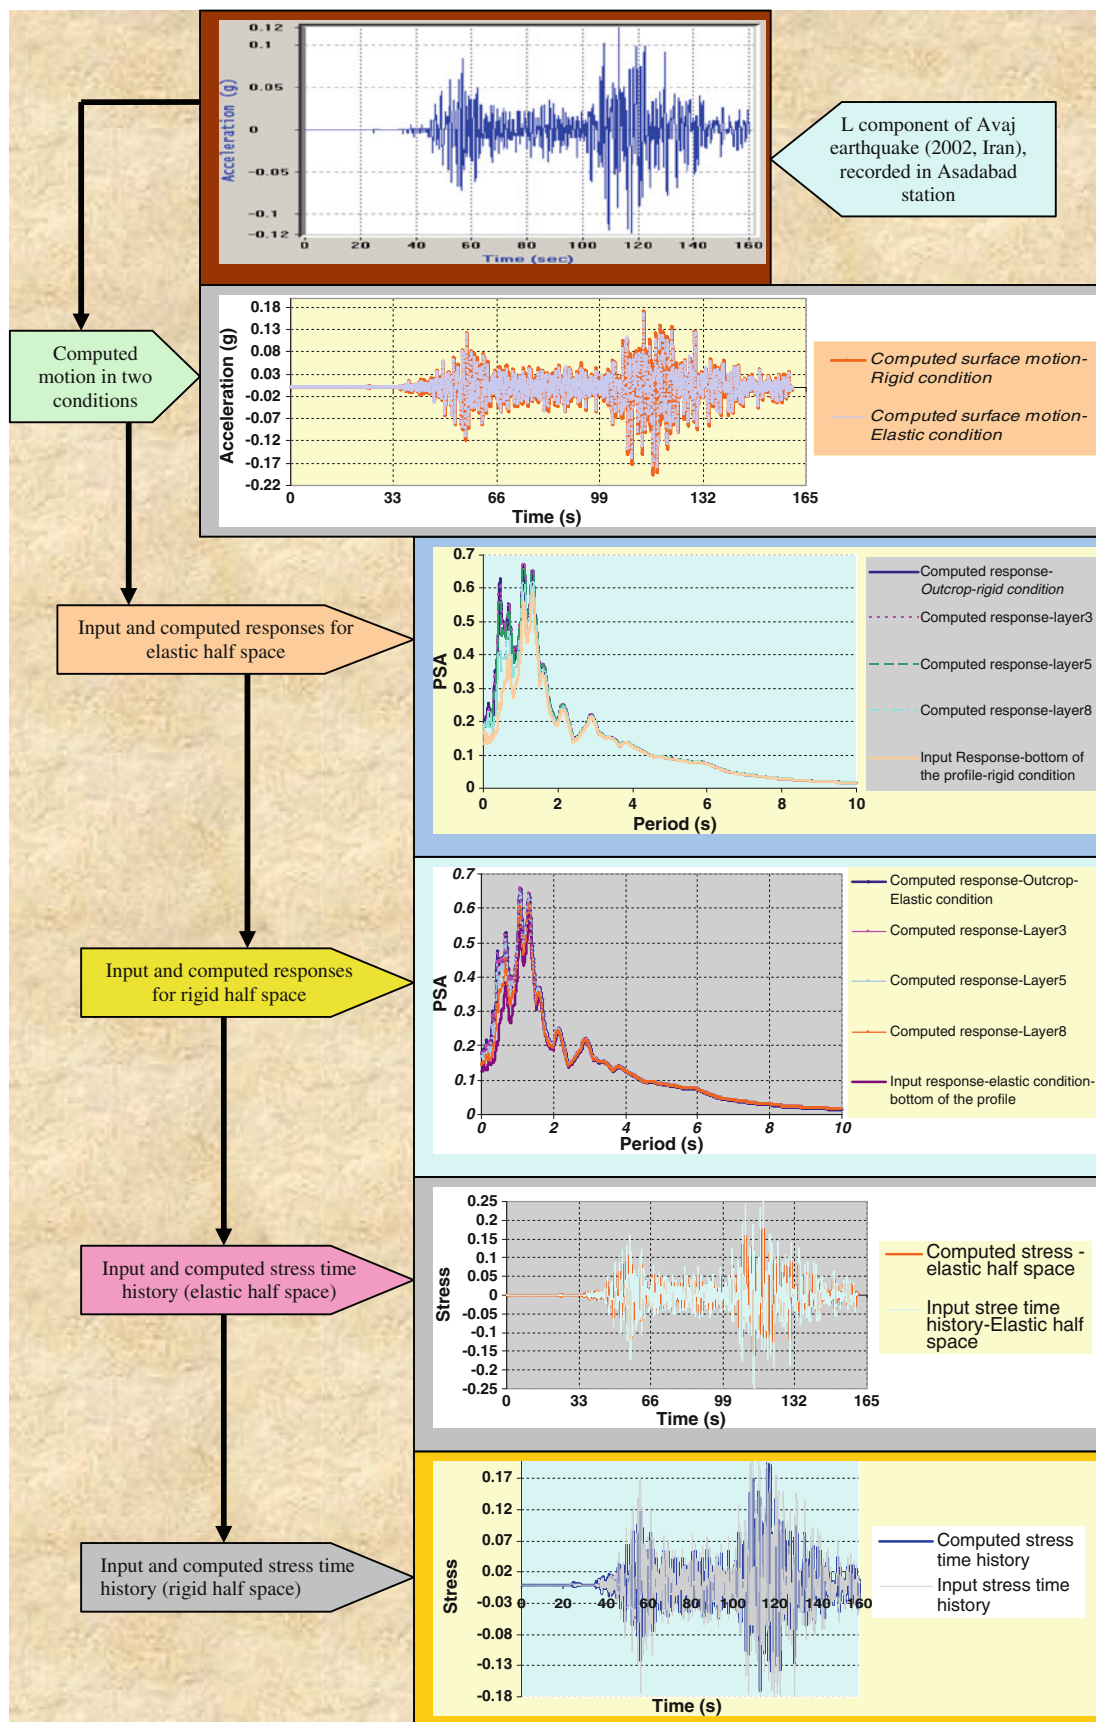 0.12
0.1
0.05
0
-0.05
-0.1
-0.12
Acceleration (g)
0 20 40 60 80 100 120 140 160
Time (sec)
L component of Avaj
earthquake (2002, Iran),
recorded in Asadabad
station
Computed
motion in two
conditions
0.18
0.13
0.08
0.03
-0.02
-0.07
-0.12
-0.17
-0.22
Acceleration (g)
0 33 66 99 132 165
Time (s)
Computed surface motion-
Rigid condition
Computed surface motion-
Elastic condition
Input and computed responses for
elastic half space
0.7
0.6
0.5
0.4
0.3
0.2
0.1
0
PSA
0 2 4 6 8 10
Period (s)
Computed response-
Outcrop-rigid condition
Computed response-layer3
Computed response-layer5
Computed response-layer8
Input Response-bottom of
the profile-rigid condition
Input and computed responses
for rigid half space
0.7
0.6
0.5
0.4
0.3
0.2
0.1
0
PSA
0 2 4 6 8 10
Period (s)
Computed response-Outcrop-
Elastic condition
Computed response-Layer3
Computed response-Layer5
Computed response-Layer8
Input response-elastic condition-
bottom of the profile
Input and computed stress time
history (elastic half space)
0.25
0.2
0.15
0.1
0.05
0
-0.05
-0.1
-0.15
-0.2
-0.25
Stress
0 33 66 99 132 165
Time (s)
Computed stress -
elastic half space
Input stree time
history-Elastic half
space
Input and computed stress time
history (rigid half space)
0.17
0.12
0.07
0.02
-0.03
-0.08
-0.13
-0.18
Stress
0 20 40 60 80 100 120 140 160
Time (s)
Computed stress
time history
Input stress time
history